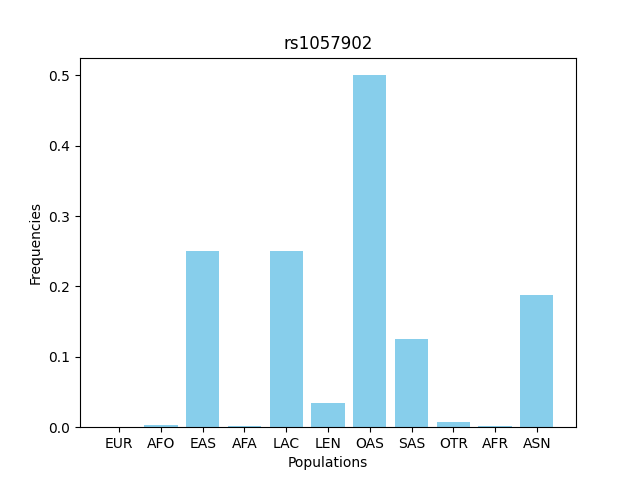 rs1057902
0.5
0.4
0.3
0.2
0.1
0.0
Frequencies
EUR AFO EAS AFA LAC LEN OAS SAS OTR AFR ASN
Populations